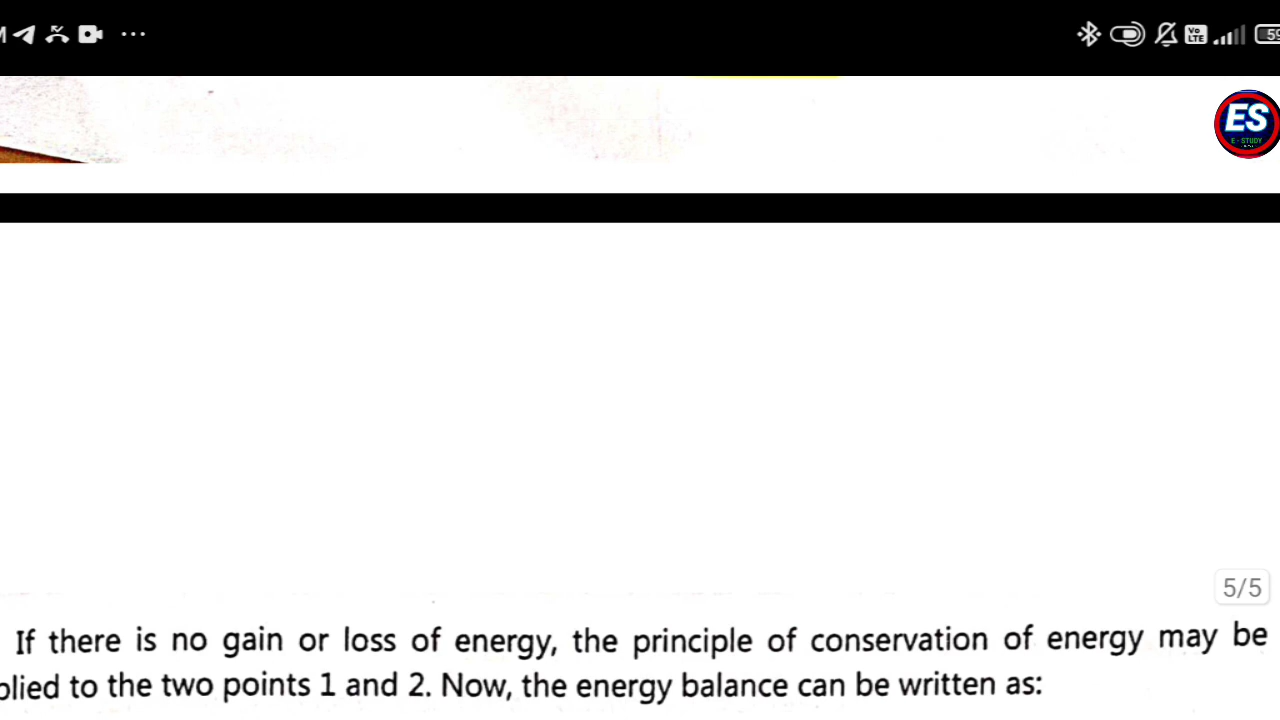 ES
E-STUDY
5/5
If there is no gain or loss of energy, the principle of conservation of energy may be
plied to the two points 1 and 2. Now, the energy balance can be written as: